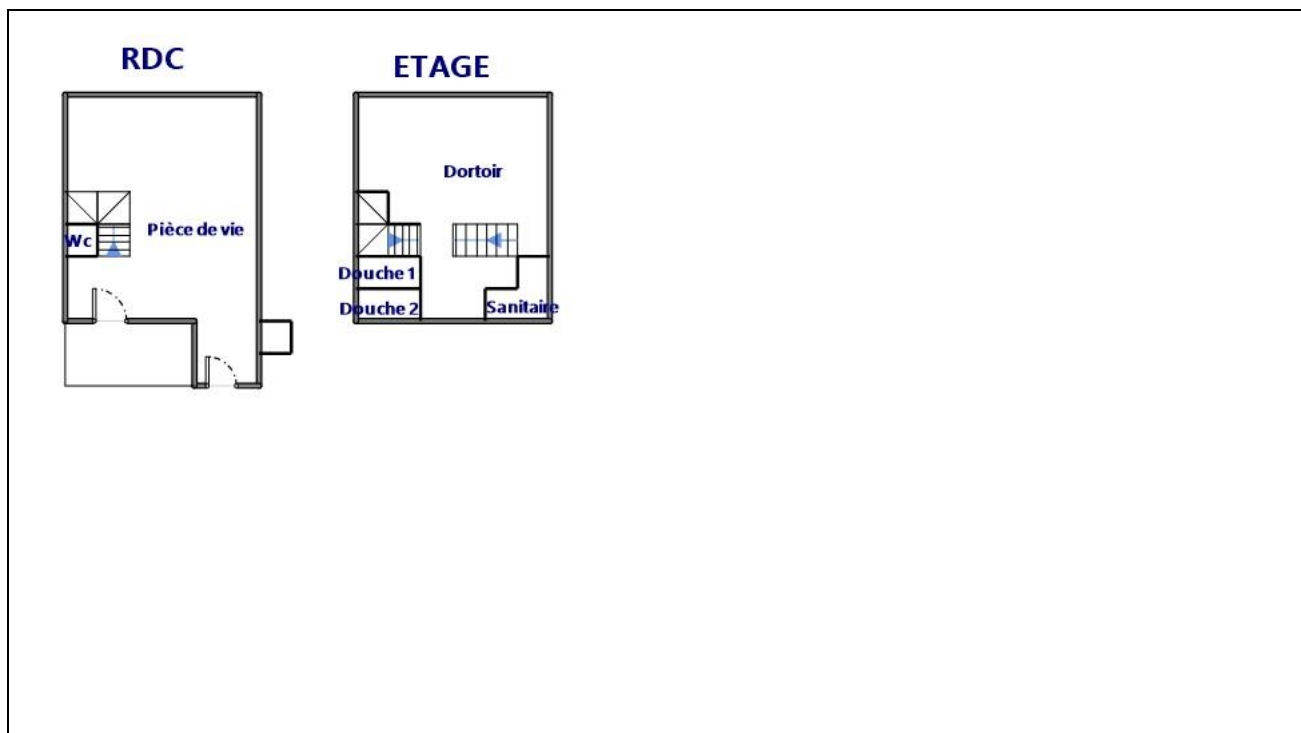 RDC
ETAGE
Dortoir
Pièce de vie
Wc
Douche 1
Douche 2
Sanitaire